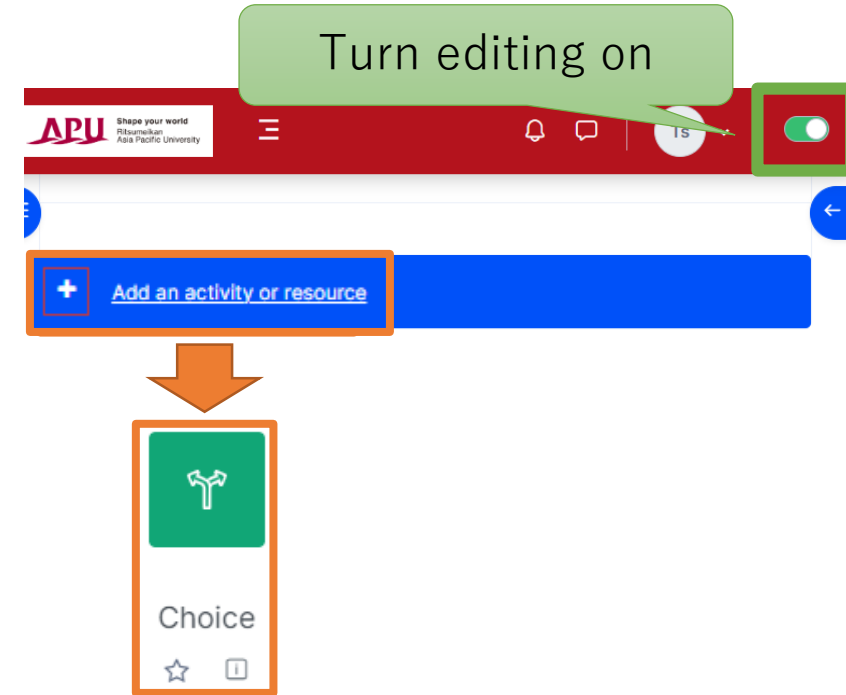 Turn editing on
APU
Shape your world
Ritsumeikan
Asia Pacific University
Ts
Add an activity or resource
Choice